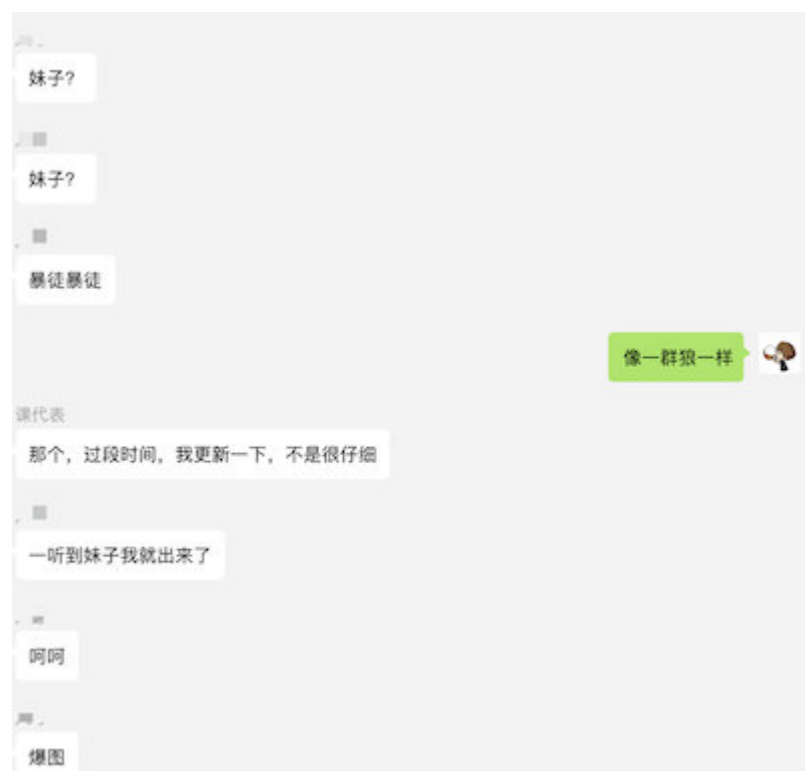 妹子?
妹子?
暴徒暴徒
像一群狼一样
课代表
那个，过段时间，我更新一下，不是很仔细
一听到妹子我就出来了
呵呵
爆图